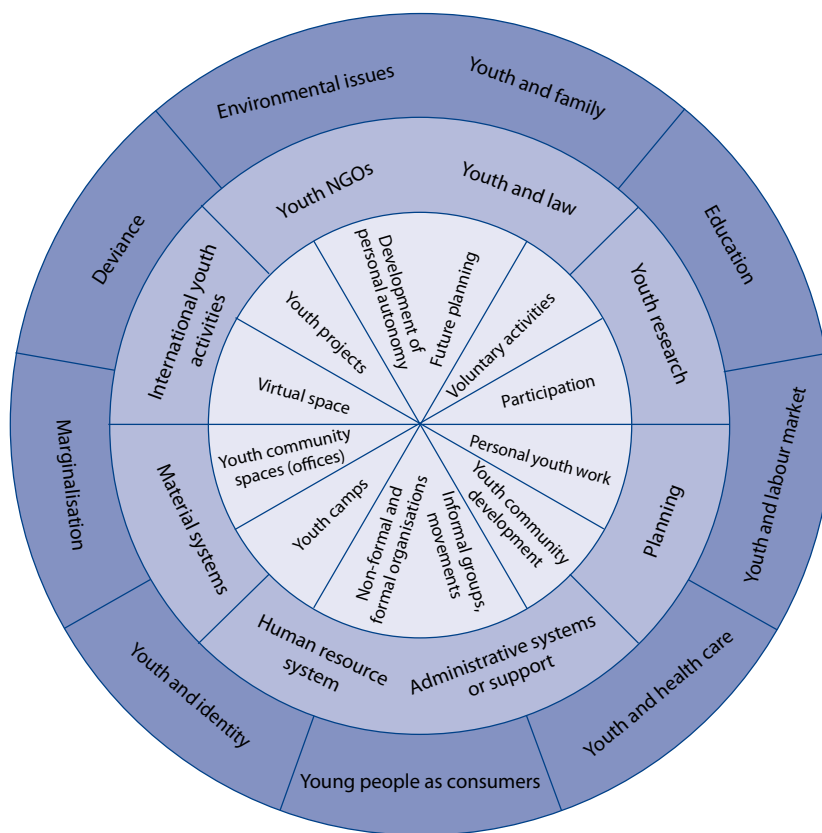 Environmental issues
Youth and family
Education
Youth and labour market
Youth and health care
Young people as consumers
Youth and identity
Marginalisation
Deviance
Youth NGOs
Youth and law
Youth research
Planning
Administrative systems
or support
Human resource
system
Material systems
International youth
activities
Development of
personal autonomy
Future planning
Voluntary activities
Participation
Personal youth work
Youth community
development
Informal groups,
movements
Non-formal and
formal organisations
Youth camps
Youth community
spaces (offices)
Virtual space
Youth projects